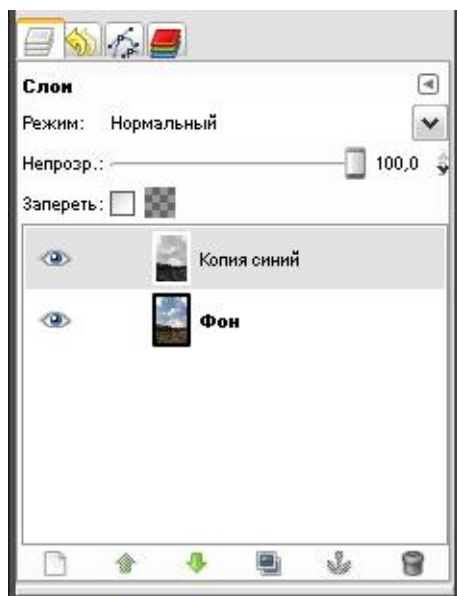 Слои
Режим: Нормальный
Непрозр.: 100,0
Запереть:
Копия синий
Фон